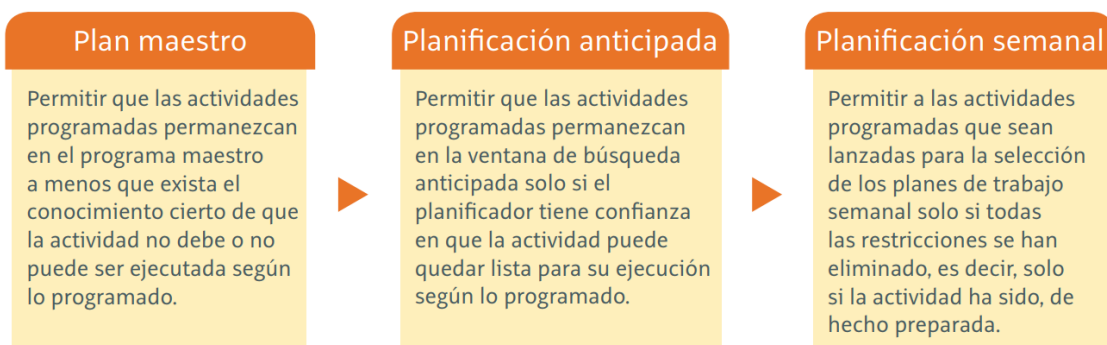 Plan maestro
Permitir que las actividades
programadas permanezcan
en el programa maestro
a menos que exista el
conocimiento cierto de que
la actividad no debe o no
puede ser ejecutada según
lo programado.
Planificación anticipada
Permitir que las actividades
programadas permanezcan
en la ventana de búsqueda
anticipada solo si el
planificador tiene confianza
en que la actividad puede
quedar lista para su ejecución
según lo programado.
Planificación semanal
Permitir a las actividades
programadas que sean
lanzadas para la selección
de los planes de trabajo
semanal solo si todas
las restricciones se han
eliminado, es decir, solo
si la actividad ha sido, de
hecho preparada.